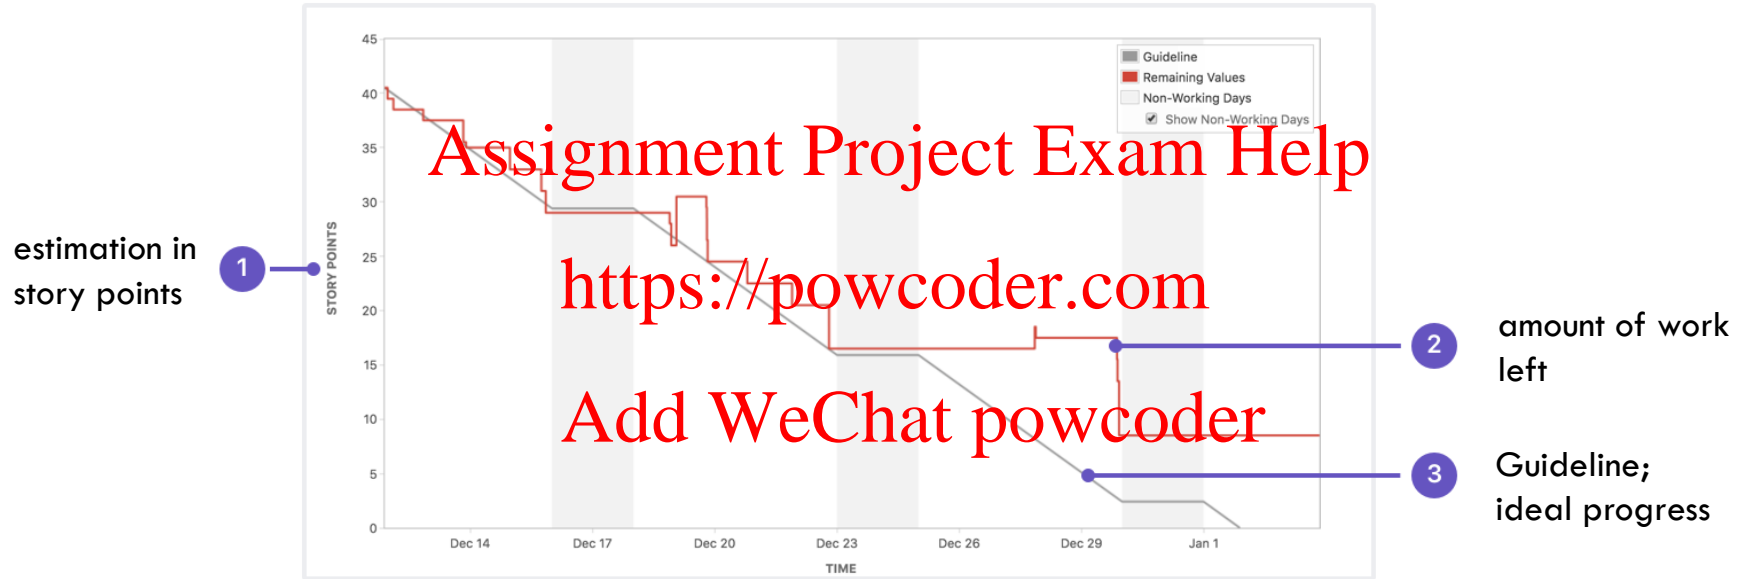 45
40
35
30
25
20
15
10
5
0
STORY POINTS
Dec 14
Dec 17
Dec 20
Dec 23
Dec 26
Dec 29
Jan 1
TIME
Guideline
Remaining Values
Non-Working Days
Show Non-Working Days
Assignment Project Exam Help
https://powcoder.com
Add WeChat powcoder
estimation in
story points
1
2
amount of work
left
3
Guideline;
ideal progress